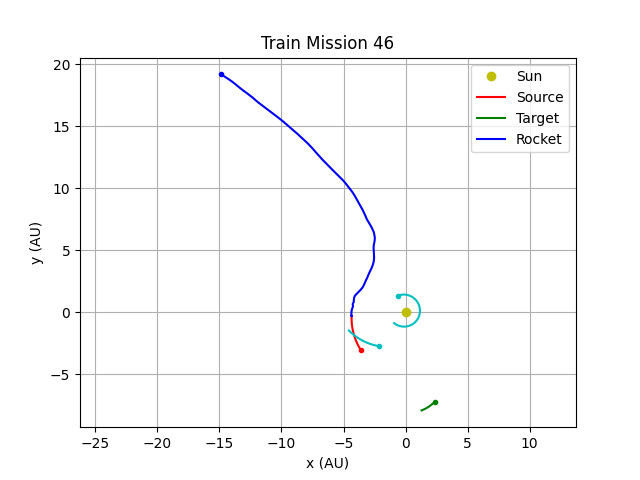 Train Mission 46
Sun
Source
Target
Rocket
20
15
10
5
0
−5
y (AU)
−25 −20 −15 −10 −5 0 5 10
x (AU)